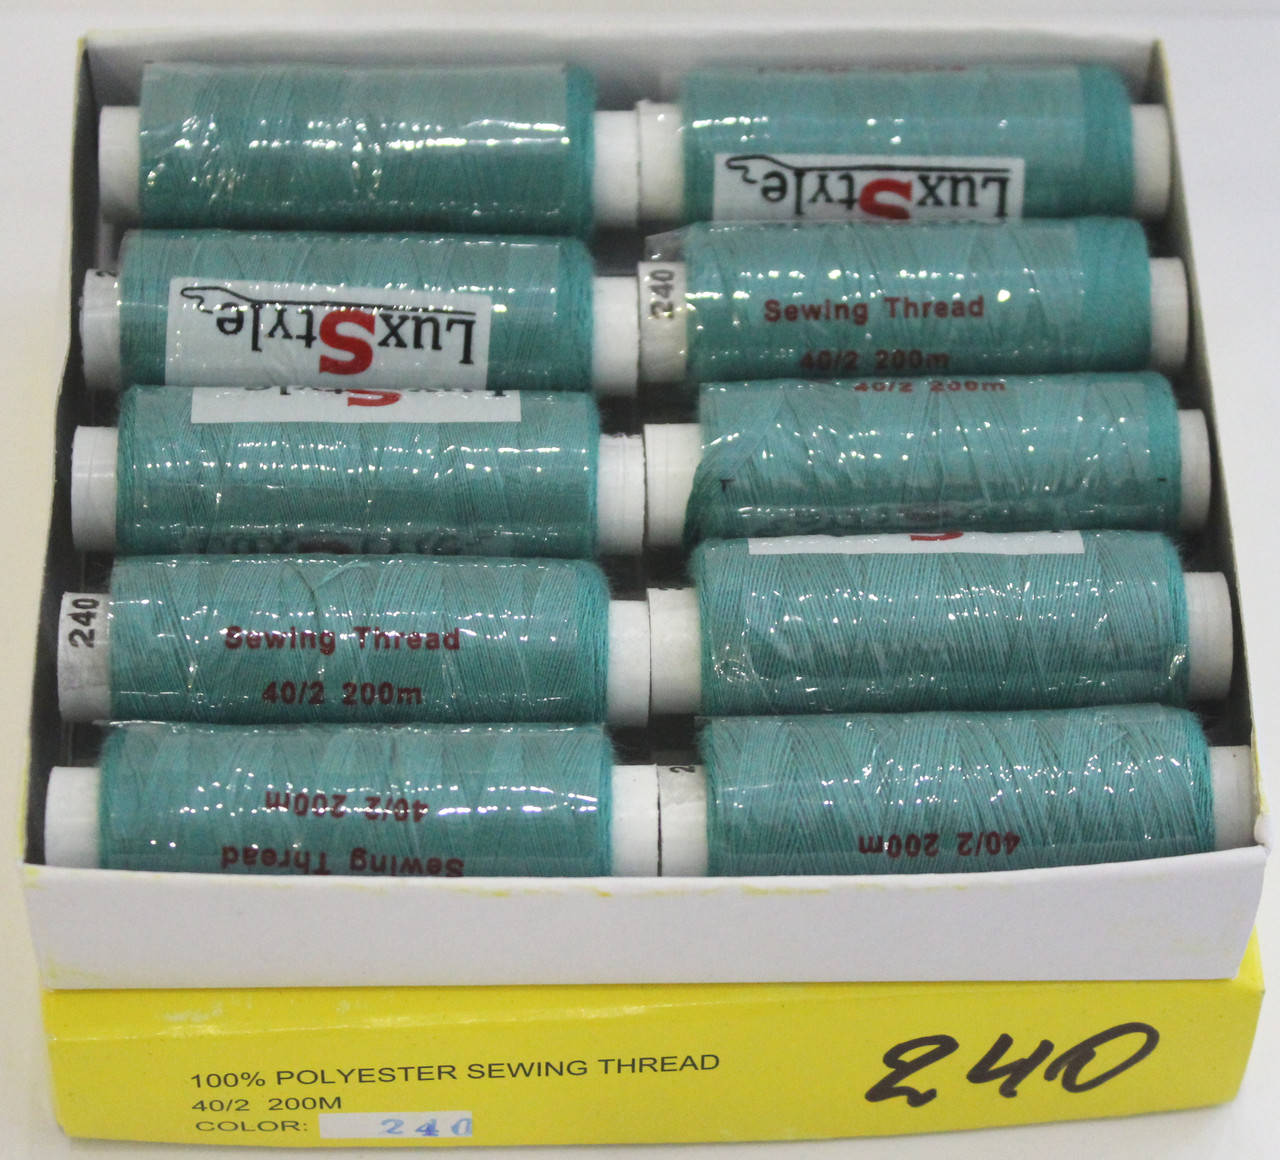 LuxStyle
LuxStyle
240
Sewing Thread
40/2 200m
40/2 200m
240
Sewing Thread
40/2 200m
40/2 200m
Sewing Thread
40/2 200m
240
100% POLYESTER SEWING THREAD
40/2 200M
COLOR: 240